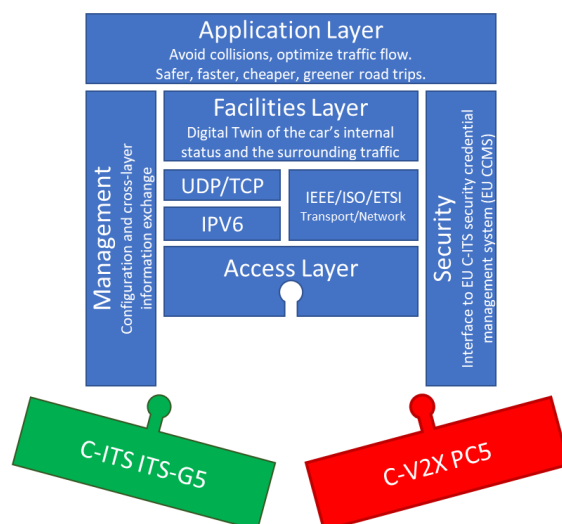 Application Layer
Avoid collisions, optimize traffic flow.
Safer, faster, cheaper, greener road trips.
Management
Configuration and cross-layer
information exchange
Facilities Layer
Digital Twin of the car's internal
status and the surrounding traffic
UDP/TCP
IPV6
IEEE/ISO/ETSI
Transport/Network
Access Layer
Security
Interface to EU C-ITS security credential
management system (EU CCMS)
C-ITS ITS-G5
C-V2X PC5